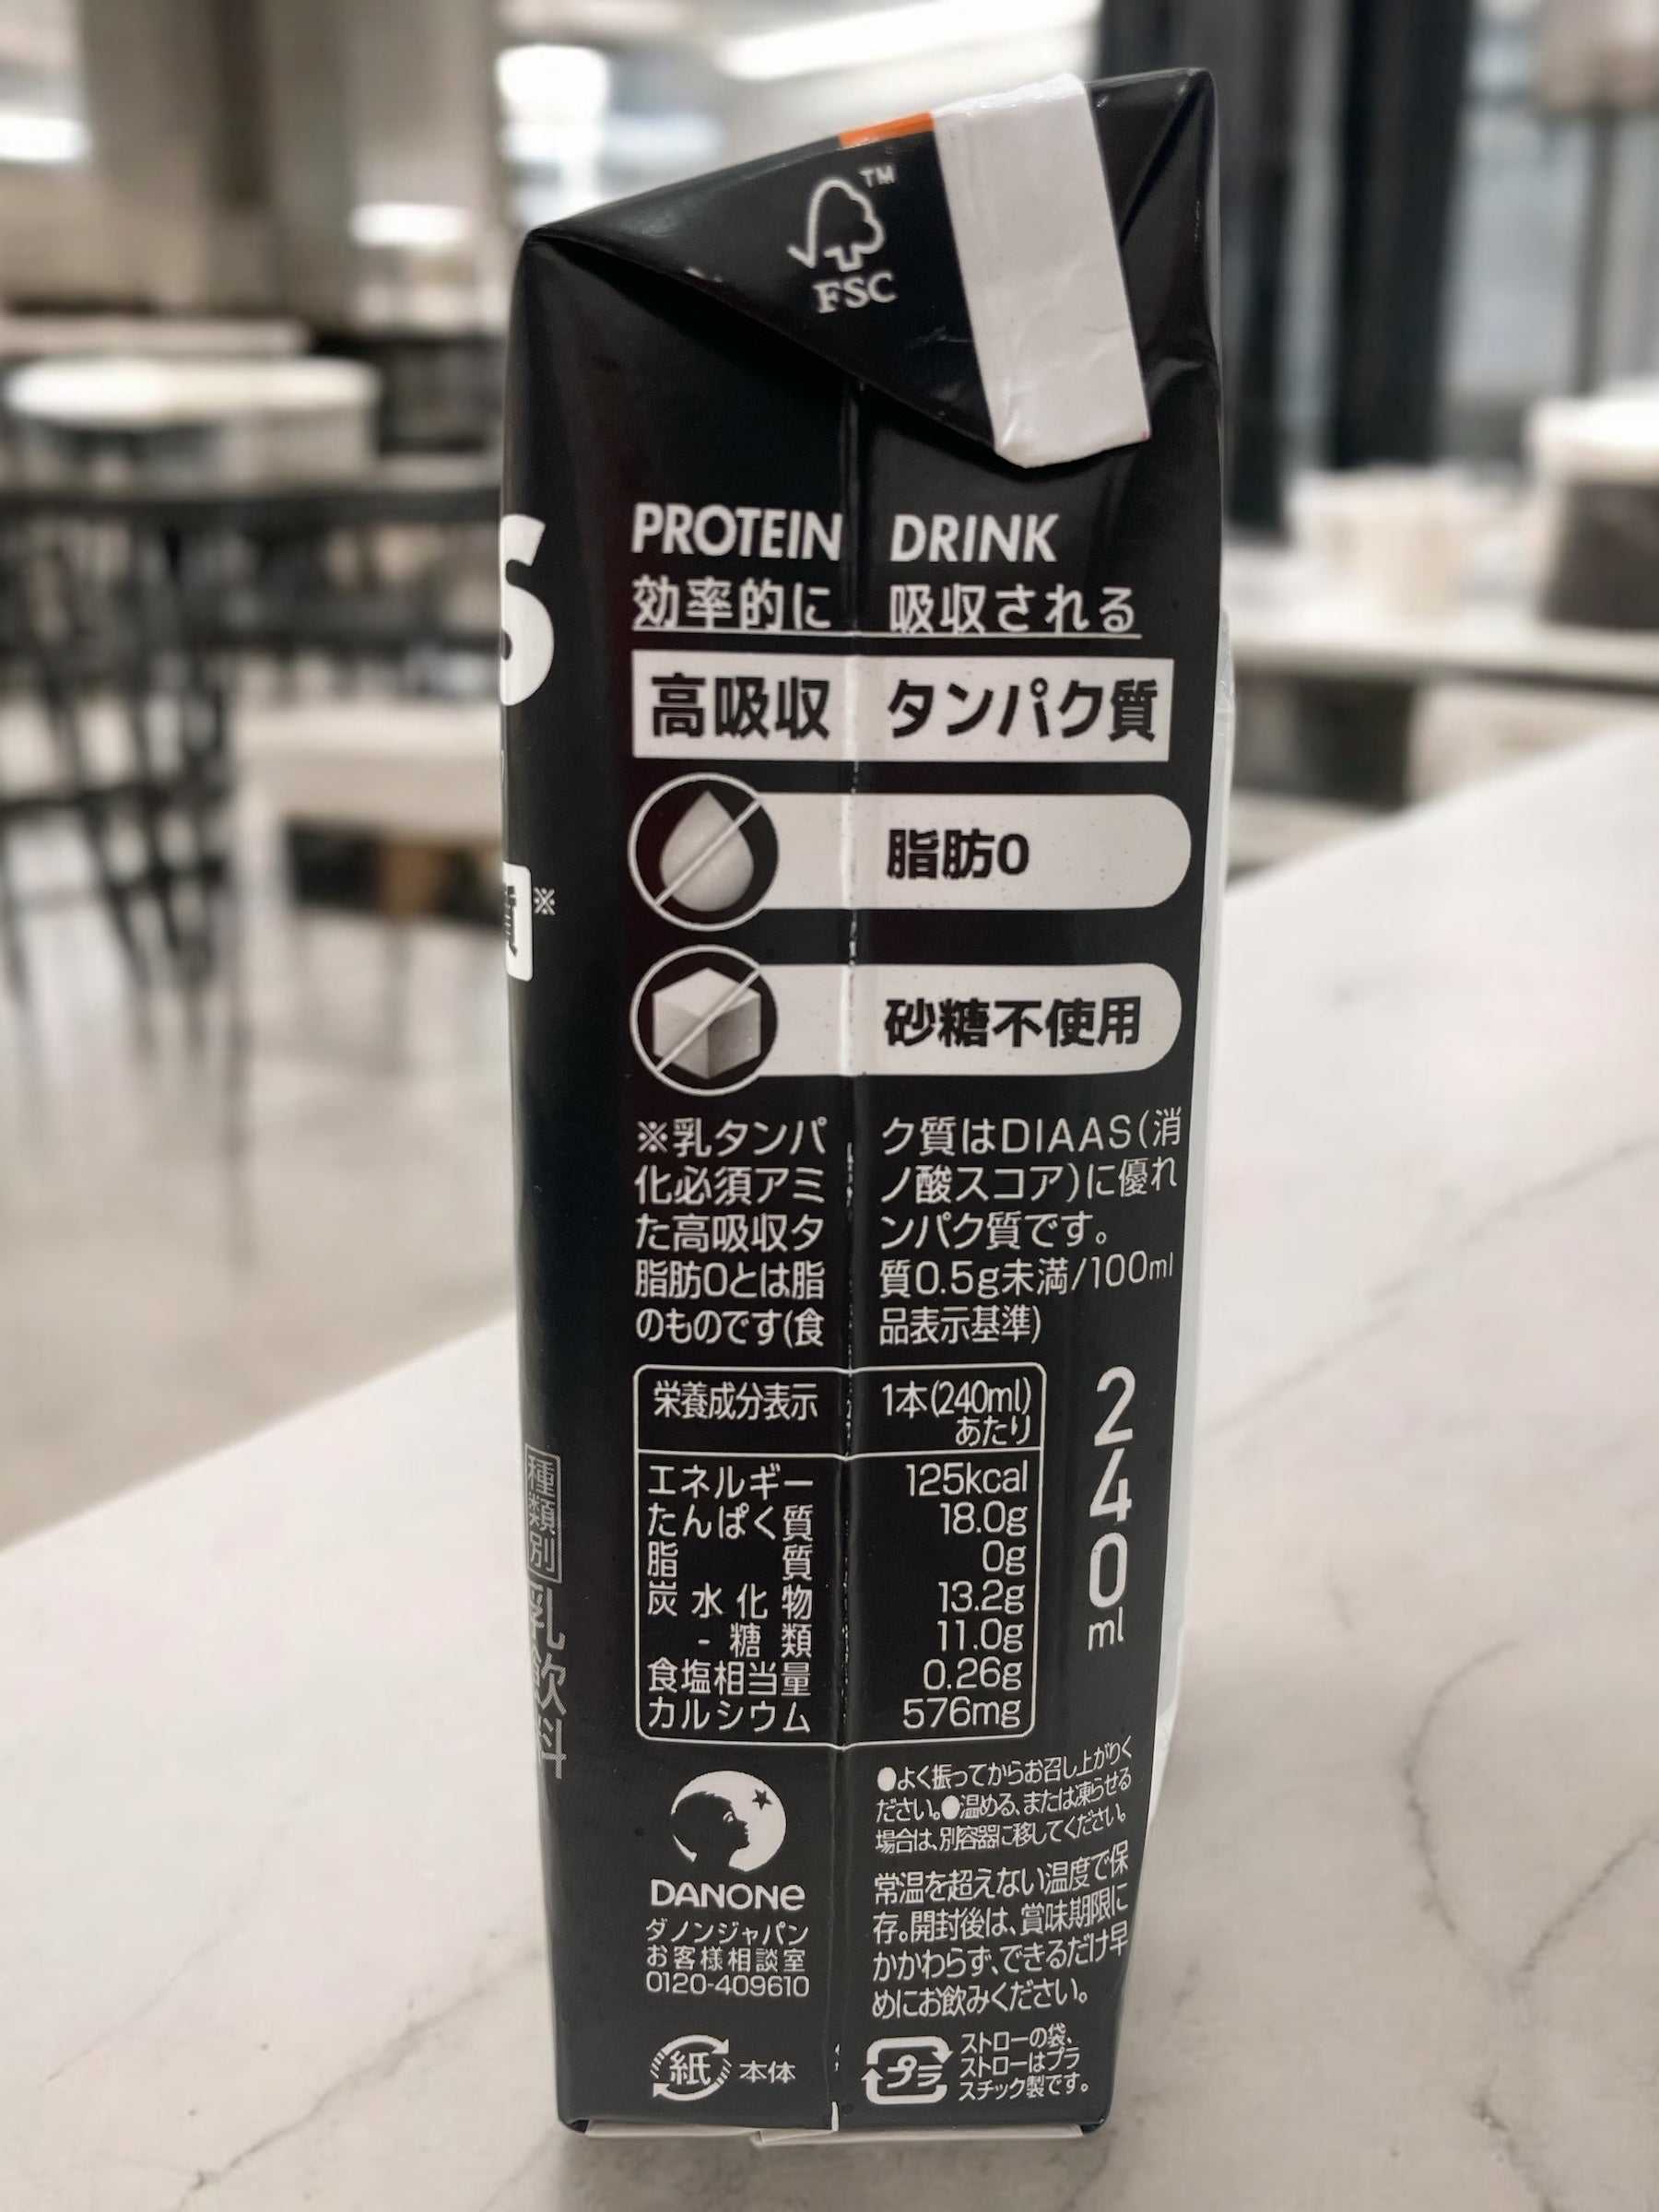 TM
FSC
PROTEIN DRINK
効率的に 吸収される
高吸収 タンパク質
脂肪0
砂糖不使用
※乳タンパク質はDIAAS(消
化必須アミノ酸スコア)に優れ
た高吸収タンパク質です。
脂肪0とは脂質0.5g未満/100ml
のものです(食品表示基準)
栄養成分表示 1本(240ml)
あたり
エネルギー 125kcal
たんぱく質 18.0g
脂質 0g
炭水化物 13.2g
-糖類 11.0g
食塩相当量 0.26g
カルシウム 576mg
240ml
●よく振ってからお召し上がりく
ださい。●温める、または凍らせる
場合は、別容器に移してください。
常温を超えない温度で保
存。開封後は、賞味期限に
かかわらず、できるだけ早
めにお飲みください。
DANONE
ダノンジャパン
お客様相談室
0120-409610
紙 本体
プラ
ストローの袋、
ストローはプラ
スチック製です。
S
質※
種類別
乳飲料